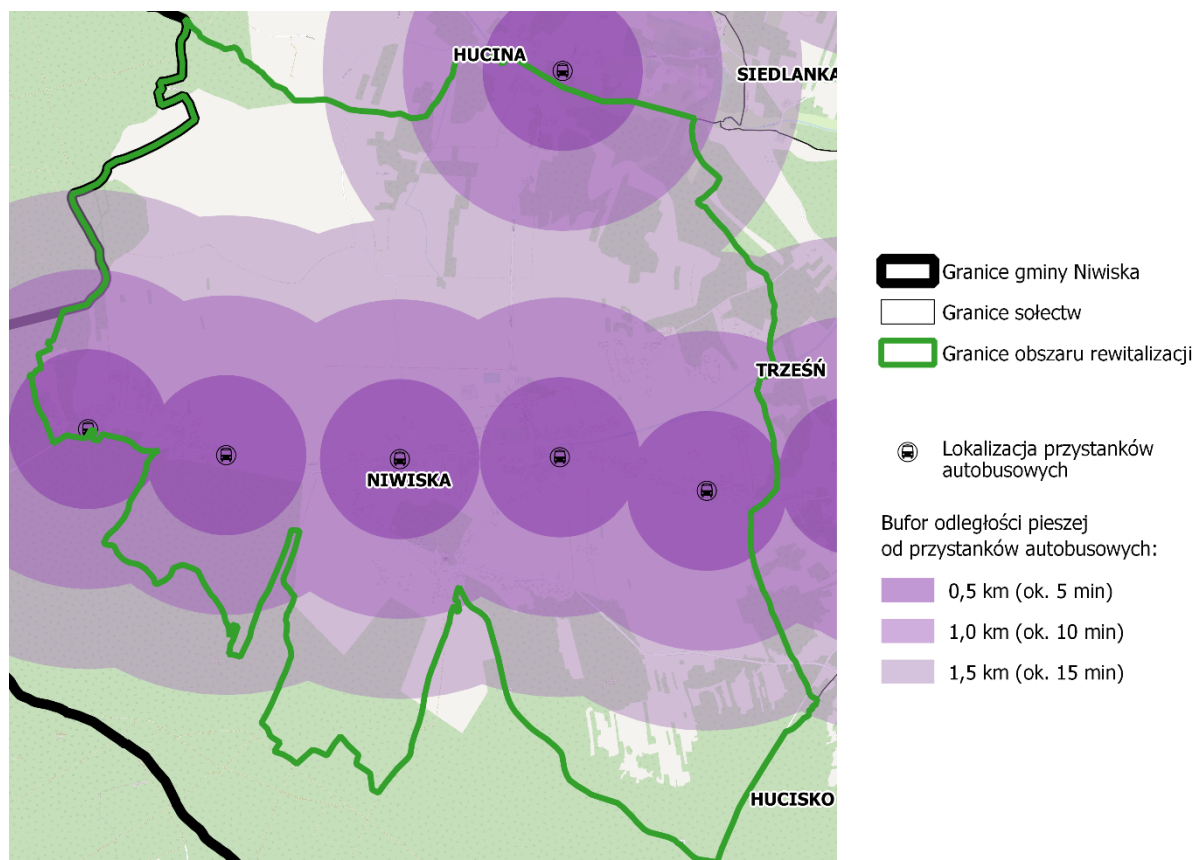 HUCINA
SIEDLANKA
TRZEŚŃ
NIWISKA
HUCISKO
Granice gminy Niwiska
Granice sołectw
Granice obszaru rewitalizacji
Lokalizacja przystanków
autobusowych
Bufor odległości pieszej
od przystanków autobusowych:
0,5 km (ok. 5 min)
1,0 km (ok. 10 min)
1,5 km (ok. 15 min)